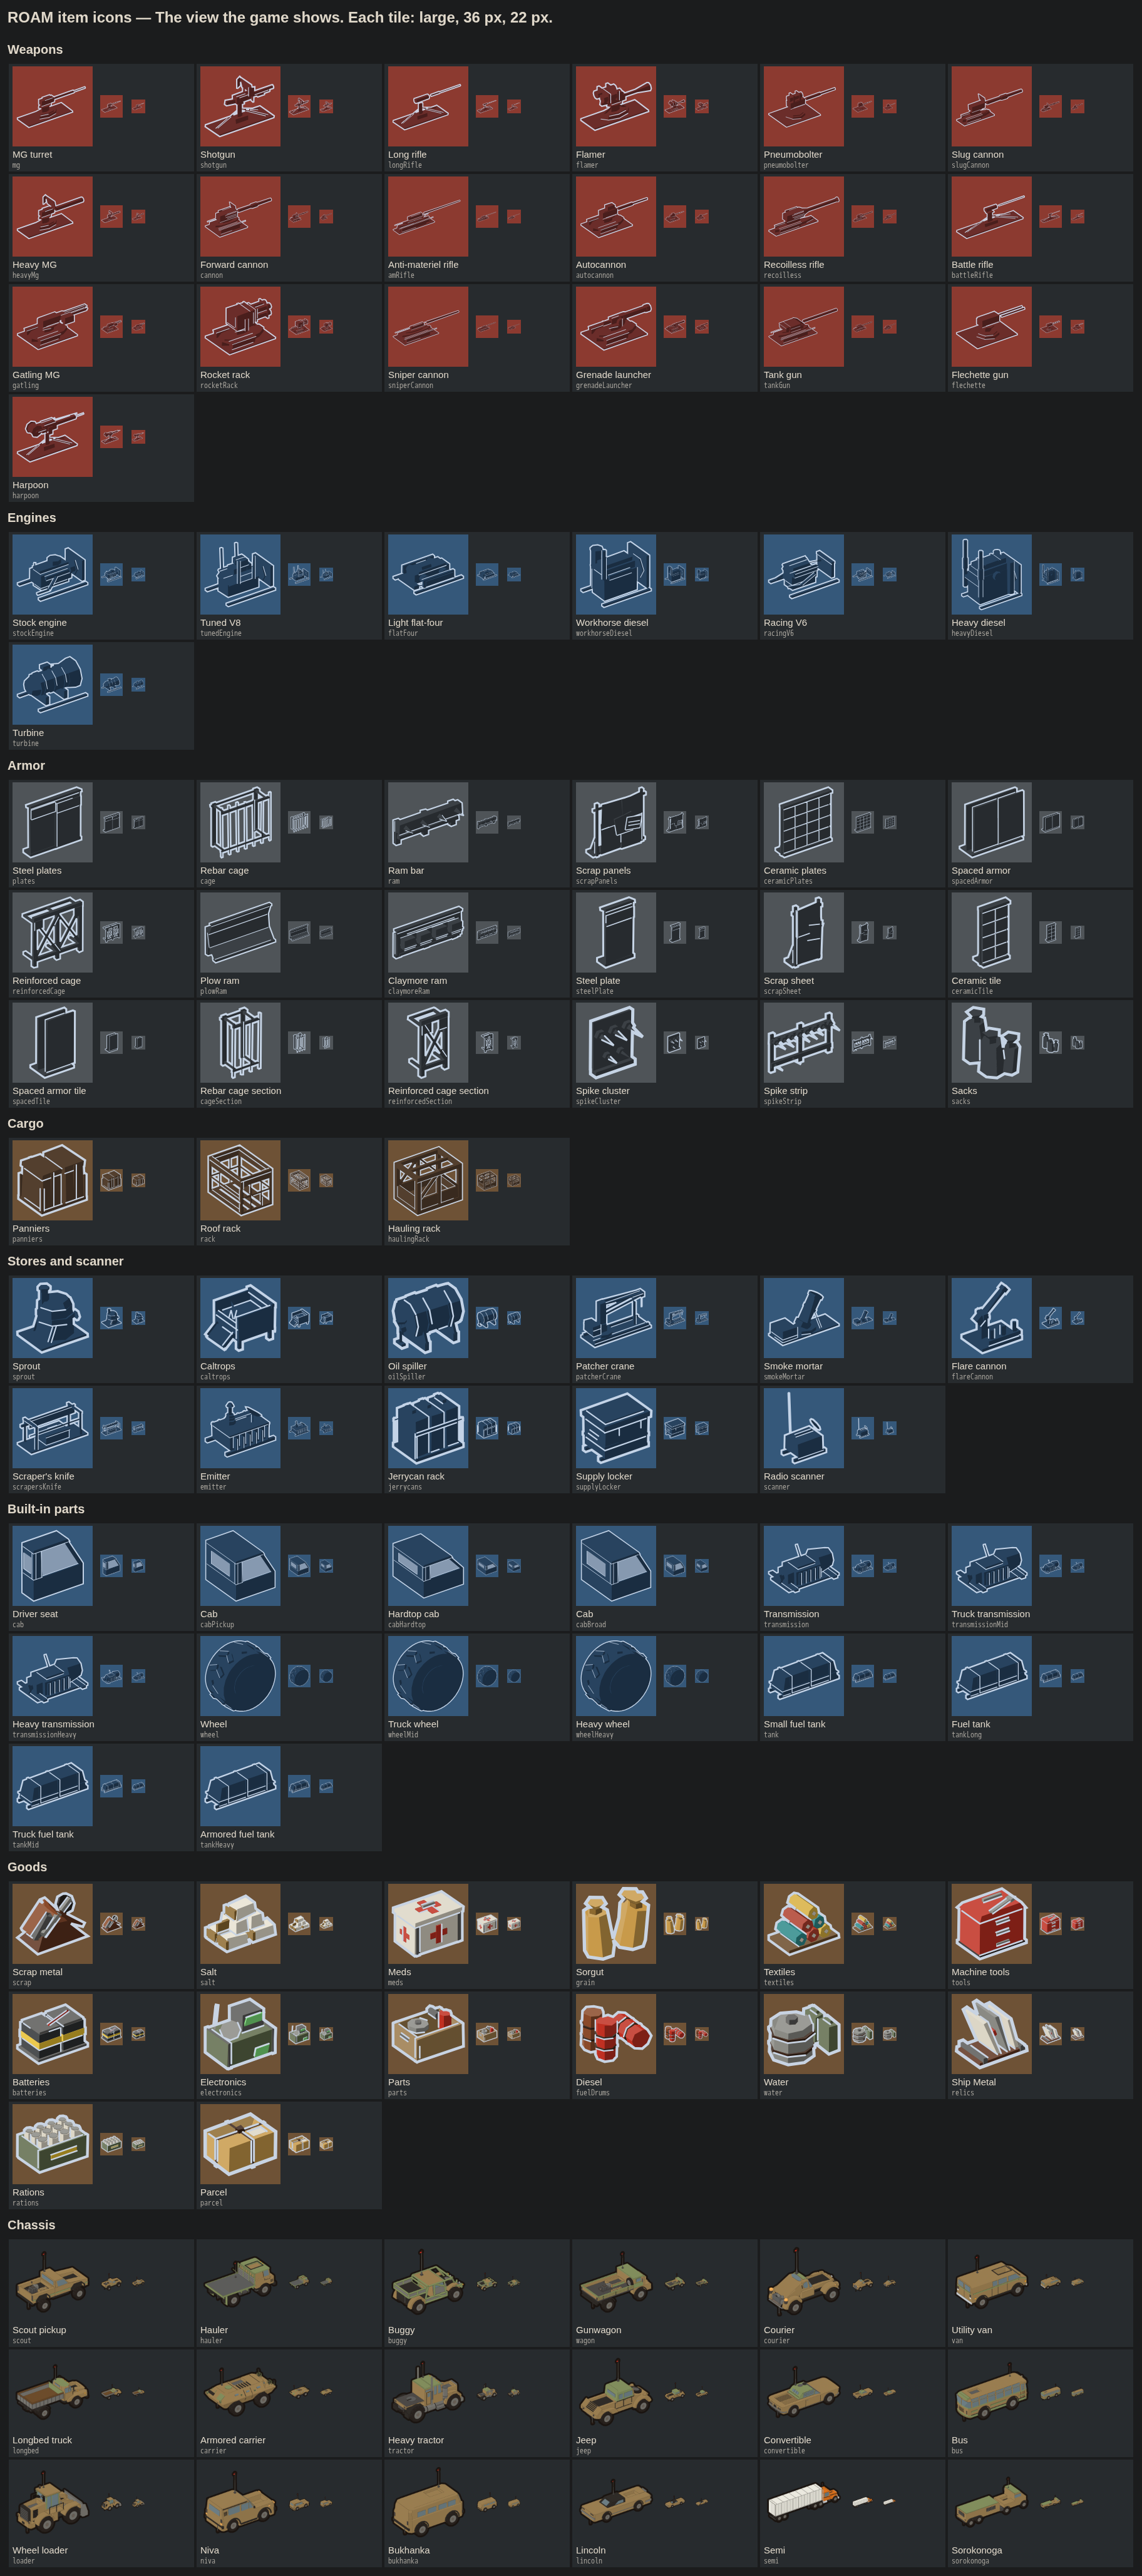 ROAM item icons — The view the game shows. Each tile: large, 36 px, 22 px.
Weapons
MG turret
mg
Shotgun
shotgun
Long rifle
longRifle
Flamer
flamer
Pneumobolter
pneumobolter
Slug cannon
slugCannon
Heavy MG
heavyMg
Forward cannon
cannon
Anti-materiel rifle
amRifle
Autocannon
autocannon
Recoilless rifle
recoilless
Battle rifle
battleRifle
Gatling MG
gatling
Rocket rack
rocketRack
Sniper cannon
sniperCannon
Grenade launcher
grenadeLauncher
Tank gun
tankGun
Flechette gun
flechette
Harpoon
harpoon
Engines
Stock engine
stockEngine
Tuned V8
tunedEngine
Light flat-four
flatFour
Workhorse diesel
workhorseDiesel
Racing V6
racingV6
Heavy diesel
heavyDiesel
Turbine
turbine
Armor
Steel plates
plates
Rebar cage
cage
Ram bar
ram
Scrap panels
scrapPanels
Ceramic plates
ceramicPlates
Spaced armor
spacedArmor
Reinforced cage
reinforcedCage
Plow ram
plowRam
Claymore ram
claymoreRam
Steel plate
steelPlate
Scrap sheet
scrapSheet
Ceramic tile
ceramicTile
Spaced armor tile
spacedTile
Rebar cage section
cageSection
Reinforced cage section
reinforcedSection
Spike cluster
spikeCluster
Spike strip
spikeStrip
Sacks
sacks
Cargo
Panniers
panniers
Roof rack
rack
Hauling rack
haulingRack
Stores and scanner
Sprout
sprout
Caltrops
caltrops
Oil spiller
oilSpiller
Patcher crane
patcherCrane
Smoke mortar
smokeMortar
Flare cannon
flareCannon
Scraper's knife
scrapersKnife
Emitter
emitter
Jerrycan rack
jerrycans
Supply locker
supplyLocker
Radio scanner
scanner
Built-in parts
Driver seat
cab
Cab
cabPickup
Hardtop cab
cabHardtop
Cab
cabBroad
Transmission
transmission
Truck transmission
transmissionMid
Heavy transmission
transmissionHeavy
Wheel
wheel
Truck wheel
wheelMid
Heavy wheel
wheelHeavy
Small fuel tank
tank
Fuel tank
tankLong
Truck fuel tank
tankMid
Armored fuel tank
tankHeavy
Goods
Scrap metal
scrap
Salt
salt
Meds
meds
Sorgut
grain
Textiles
textiles
Machine tools
tools
Batteries
batteries
Electronics
electronics
Parts
parts
Diesel
fuelDrums
Water
water
Ship Metal
relics
Rations
rations
Parcel
parcel
Chassis
Scout pickup
scout
Hauler
hauler
Buggy
buggy
Gunwagon
wagon
Courier
courier
Utility van
van
Longbed truck
longbed
Armored carrier
carrier
Heavy tractor
tractor
Jeep
jeep
Convertible
convertible
Bus
bus
Wheel loader
loader
Niva
niva
Bukhanka
bukhanka
Lincoln
lincoln
Semi
semi
Sorokonoga
sorokonoga